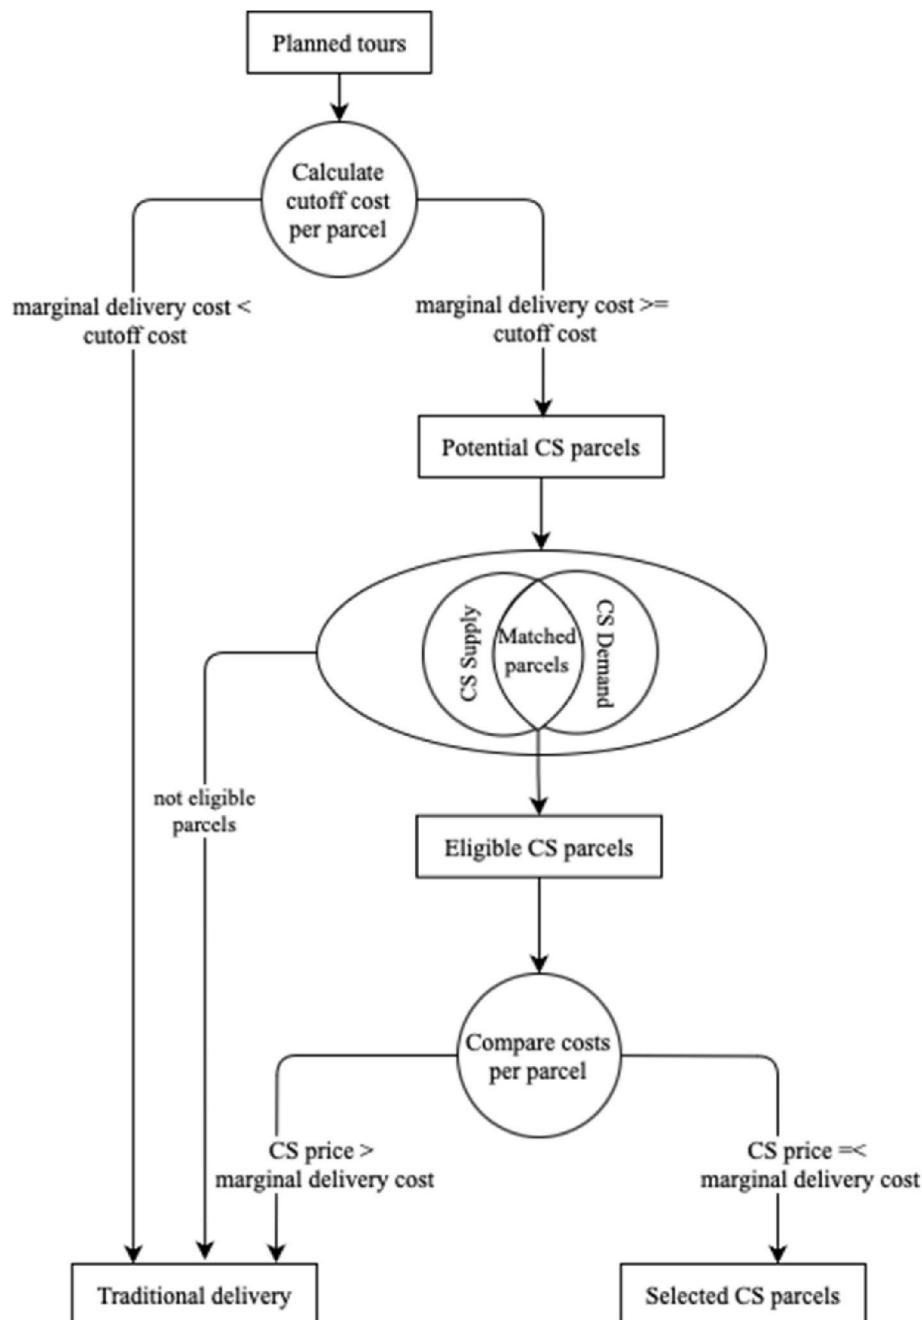 Planned tours
Calculate
cutoff cost
per parcel
marginal delivery cost <
cutoff cost
marginal delivery cost >=
cutoff cost
Potential CS parcels
CS Supply
Matched
parcels
CS Demand
not eligible
parcels
Eligible CS parcels
Compare costs
per parcel
CS price >
marginal delivery cost
CS price =<
marginal delivery cost
Traditional delivery
Selected CS parcels